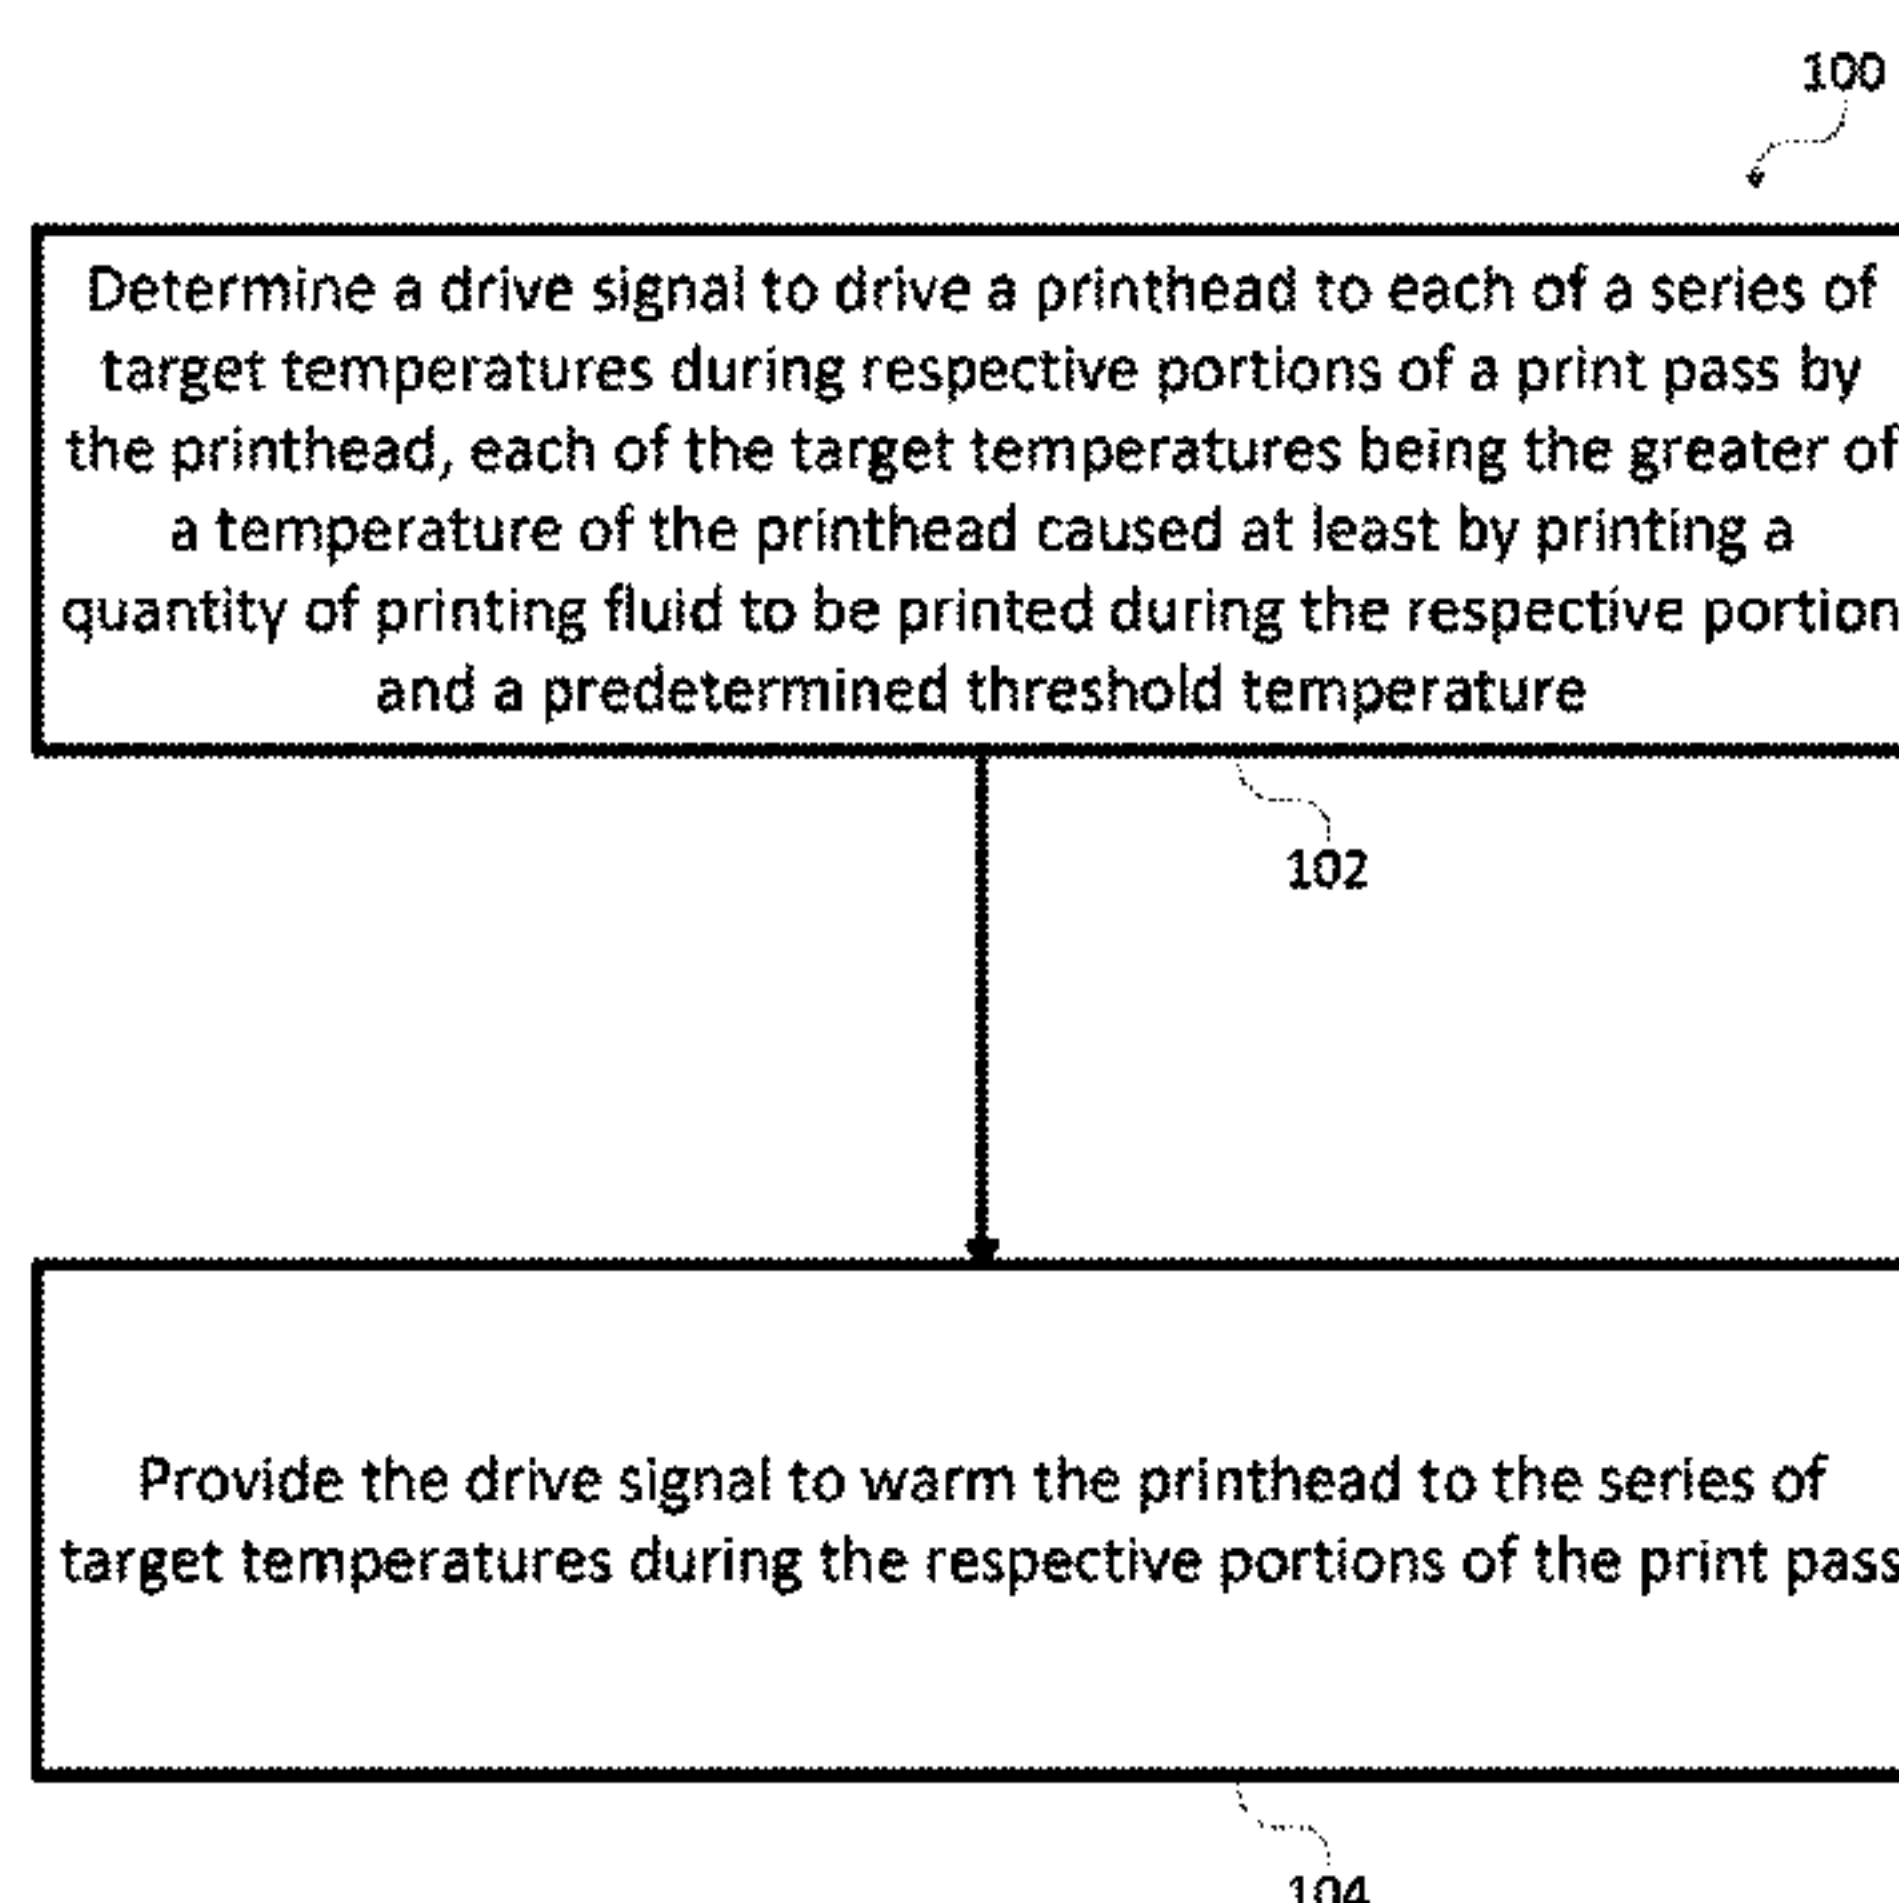 100
Determine a drive signal to drive a printhead to each of a series of
target temperatures during respective portions of a print pass by
the printhead, each of the target temperatures being the greater of
a temperature of the printhead caused at least by printing a
quantity of printing fluid to be printed during the respective portion
and a predetermined threshold temperature
102
Provide the drive signal to warm the printhead to the series of
target temperatures during the respective portions of the print pass
104